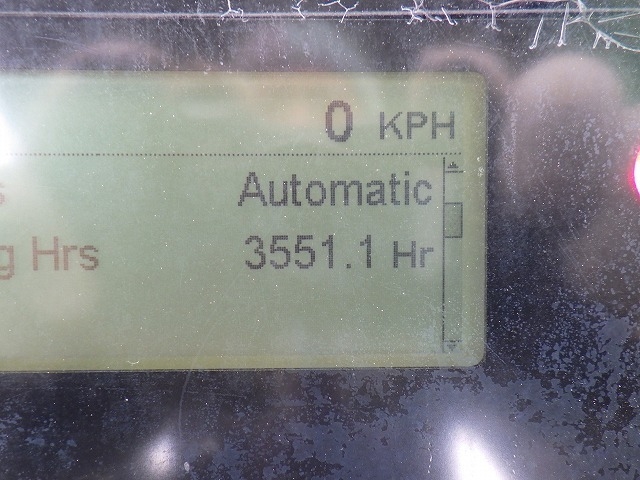 0 KPH
s Automatic
g Hrs 3551.1 Hr